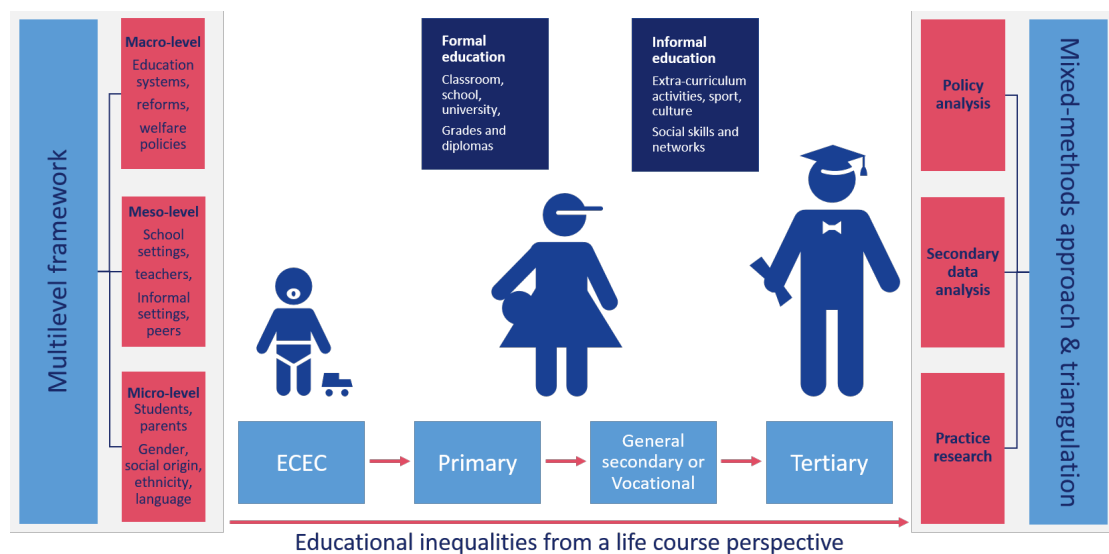 Multilevel framework
Macro-level
Education
systems,
reforms,
welfare
policies
Meso-level
School
settings,
teachers,
Informal
settings,
peers
Micro-level
Students,
parents
Gender,
social origin,
ethnicity,
language
Formal
education
Classroom,
school,
university,
Grades and
diplomas
Informal
education
Extra-curriculum
activities, sport,
culture
Social skills and
networks
ECEC
Primary
General
secondary or
Vocational
Tertiary
Educational inequalities from a life course perspective
Policy
analysis
Secondary
data
analysis
Practice
research
Mixed-methods approach & triangulation